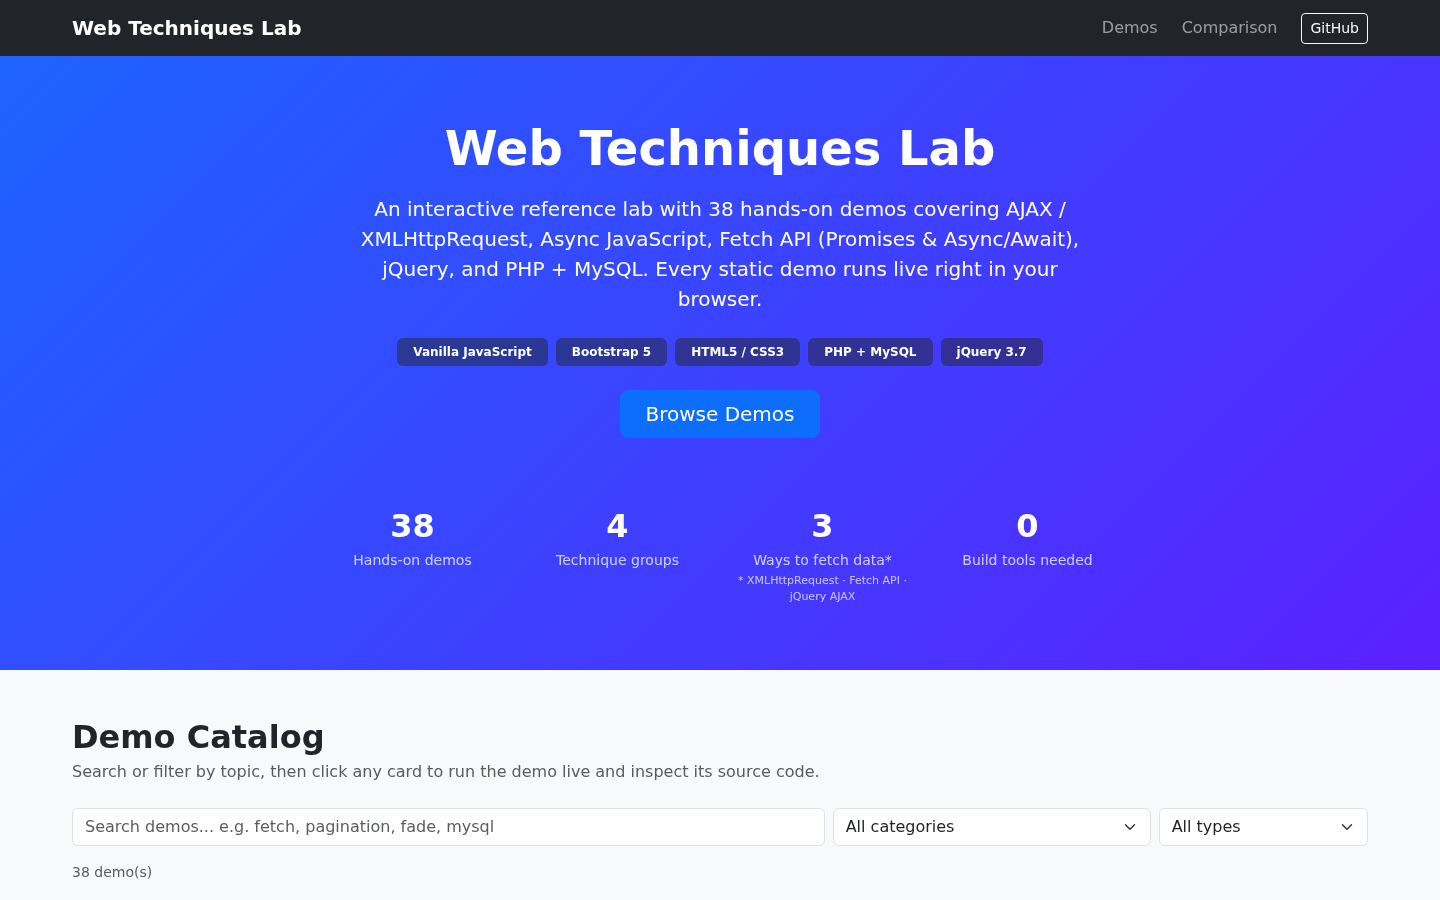 Web Techniques Lab
Demos
Comparison
GitHub
Web Techniques Lab
An interactive reference lab with 38 hands-on demos covering AJAX /
XMLHttpRequest, Async JavaScript, Fetch API (Promises & Async/Await),
jQuery, and PHP + MySQL. Every static demo runs live right in your
browser.
Vanilla JavaScript
Bootstrap 5
HTML5 / CSS3
PHP + MySQL
jQuery 3.7
Browse Demos
38
Hands-on demos
4
Technique groups
3
Ways to fetch data*
* XMLHttpRequest · Fetch API ·
jQuery AJAX
0
Build tools needed
Demo Catalog
Search or filter by topic, then click any card to run the demo live and inspect its source code.
Search demos... e.g. fetch, pagination, fade, mysql
All categories
All types
38 demo(s)